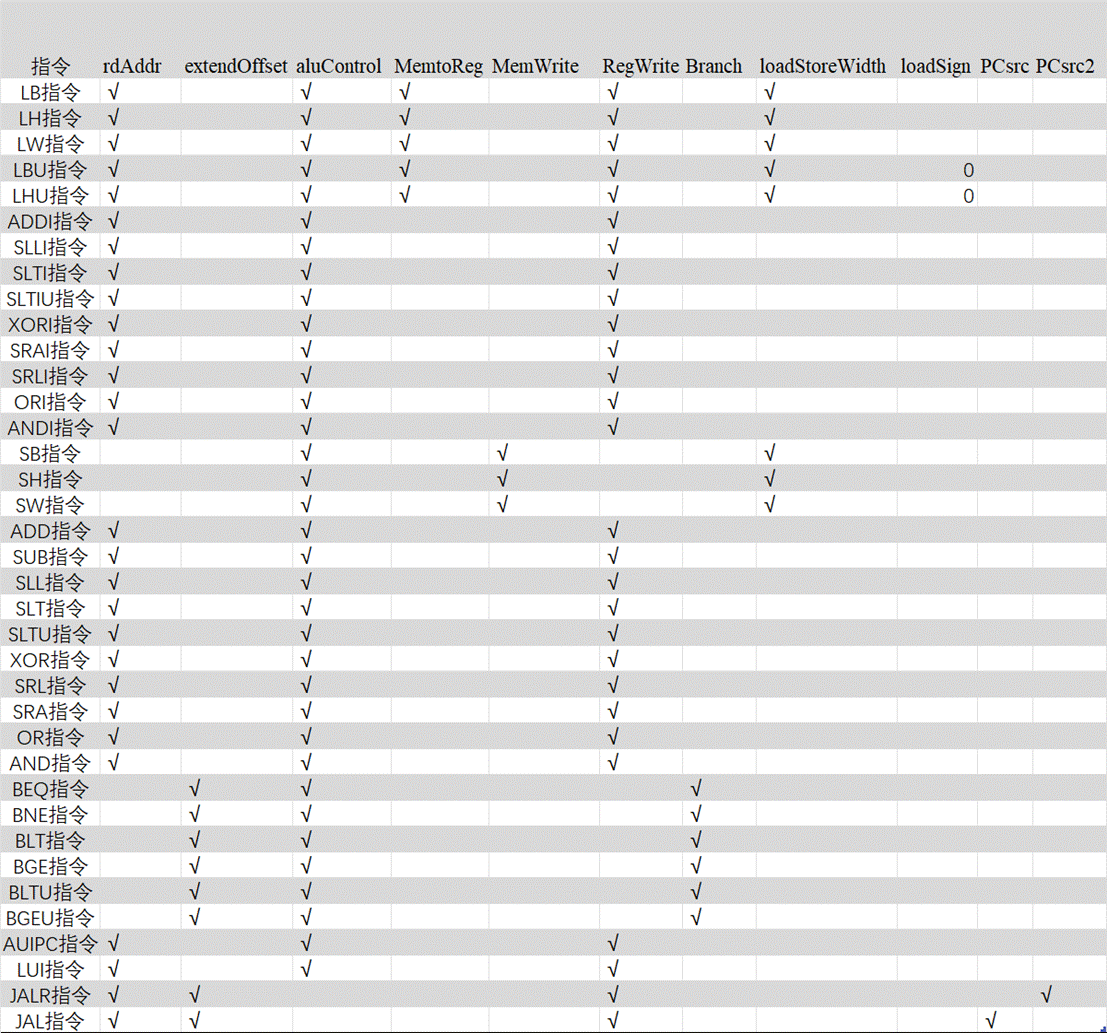 指令 rdAddr extendOffset aluControl MemtoReg MemWrite RegWrite Branch loadStoreWidth loadSign PCsrc PCsrc2
LB指令 √ √ √ √ √
LH指令 √ √ √ √ √
LW指令 √ √ √ √ √
LBU指令 √ √ √ √ √ 0
LHU指令 √ √ √ √ √ 0
ADDI指令 √ √ √
SLLI指令 √ √ √
SLTI指令 √ √ √
SLTIU指令 √ √ √
XORI指令 √ √ √
SRAI指令 √ √ √
SRLI指令 √ √ √
ORI指令 √ √ √
ANDI指令 √ √ √
SB指令 √ √ √
SH指令 √ √ √
SW指令 √ √ √
ADD指令 √ √ √
SUB指令 √ √ √
SLL指令 √ √ √
SLT指令 √ √ √
SLTU指令 √ √ √
XOR指令 √ √ √
SRL指令 √ √ √
SRA指令 √ √ √
OR指令 √ √ √
AND指令 √ √ √
BEQ指令 √ √ √
BNE指令 √ √ √
BLT指令 √ √ √
BGE指令 √ √ √
BLTU指令 √ √ √
BGEU指令 √ √ √
AUIPC指令 √ √ √
LUI指令 √ √ √
JALR指令 √ √ √ √
JAL指令 √ √ √ √